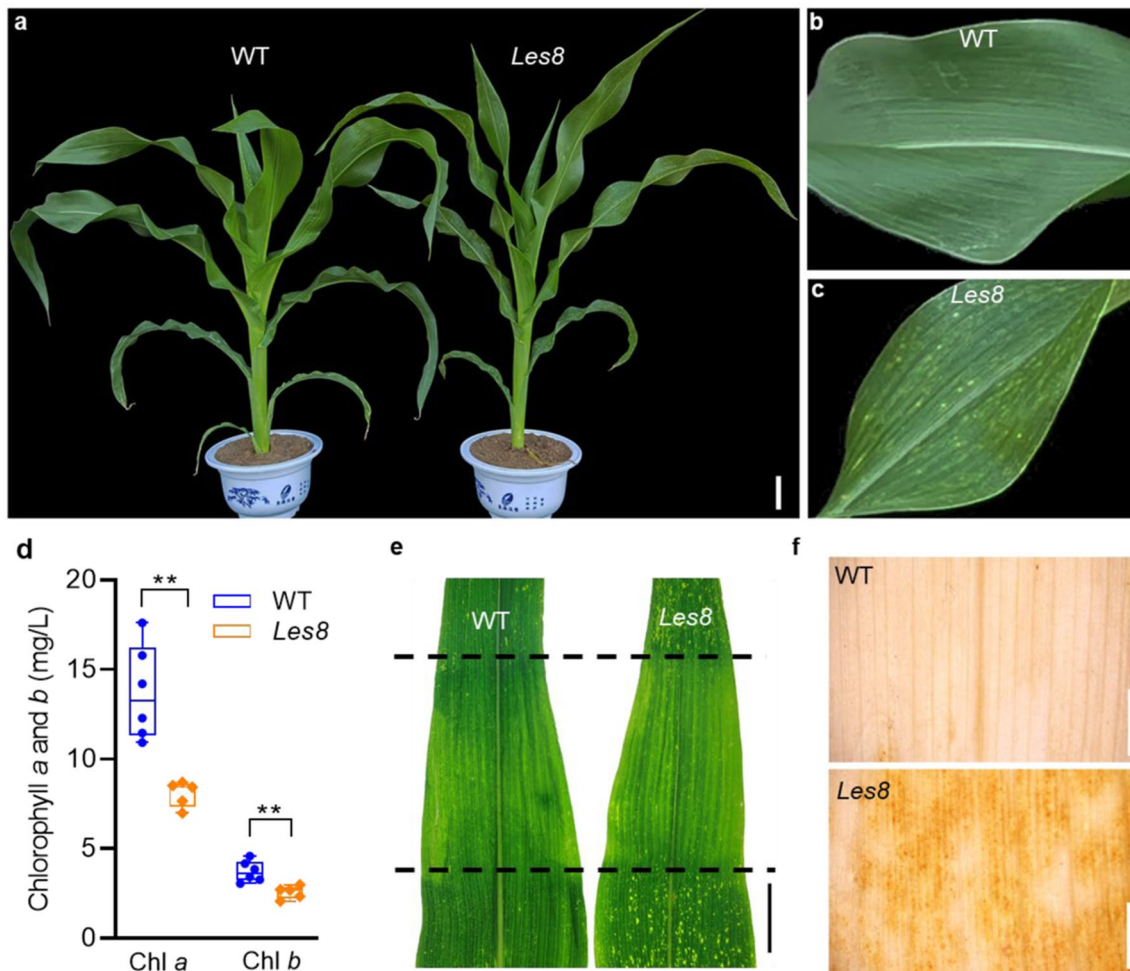 a
WT
Les8
b
WT
c
Les8
d
20
15
10
5
0
Chlorophyll a and b (mg/L)
**
**
WT
Les8
Chl a
Chl b
e
WT
Les8
f
WT
Les8